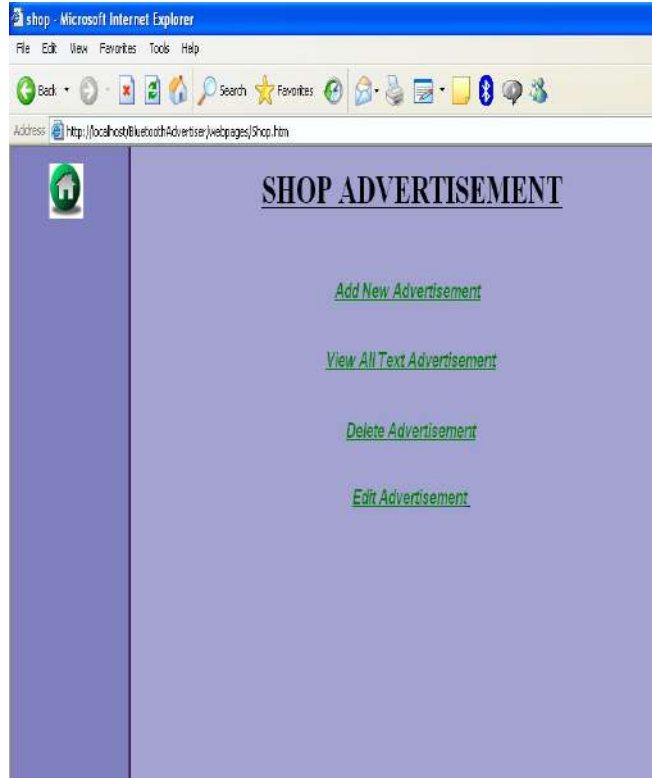 shop - Microsoft Internet Explorer
File Edit View Favorites Tools Help
Back Search Favorites
Address http://localhost/BluetoothAdvertiser/webpages/Shop.htm
SHOP ADVERTISEMENT
Add New Advertisement
View All Text Advertisement
Delete Advertisement
Edit Advertisement